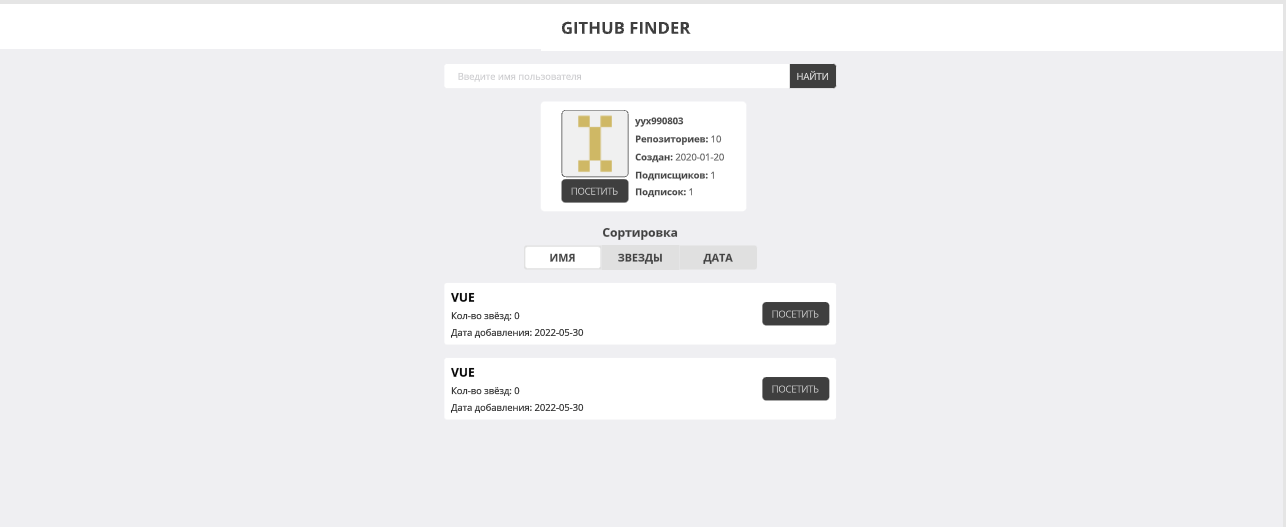 GITHUB FINDER
Введите имя пользователя
НАЙТИ
yyx990803
Репозиториев: 10
Создан: 2020-01-20
Подписщиков: 1
Подписок: 1
ПОСЕТИТЬ
Сортировка
ИМЯ ЗВЕЗДЫ ДАТА
VUE
Кол-во звёзд: 0
Дата добавления: 2022-05-30
ПОСЕТИТЬ
VUE
Кол-во звёзд: 0
Дата добавления: 2022-05-30
ПОСЕТИТЬ